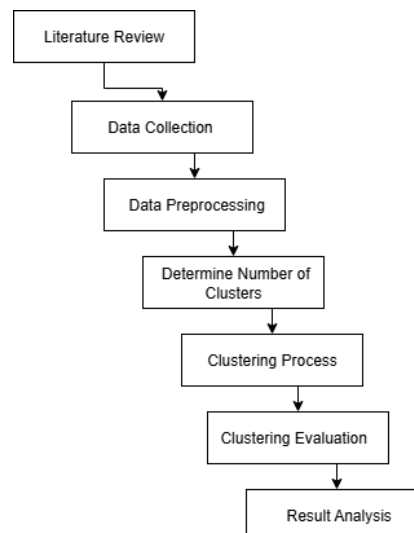 Literature Review
Data Collection
Data Preprocessing
Determine Number of
Clusters
Clustering Process
Clustering Evaluation
Result Analysis